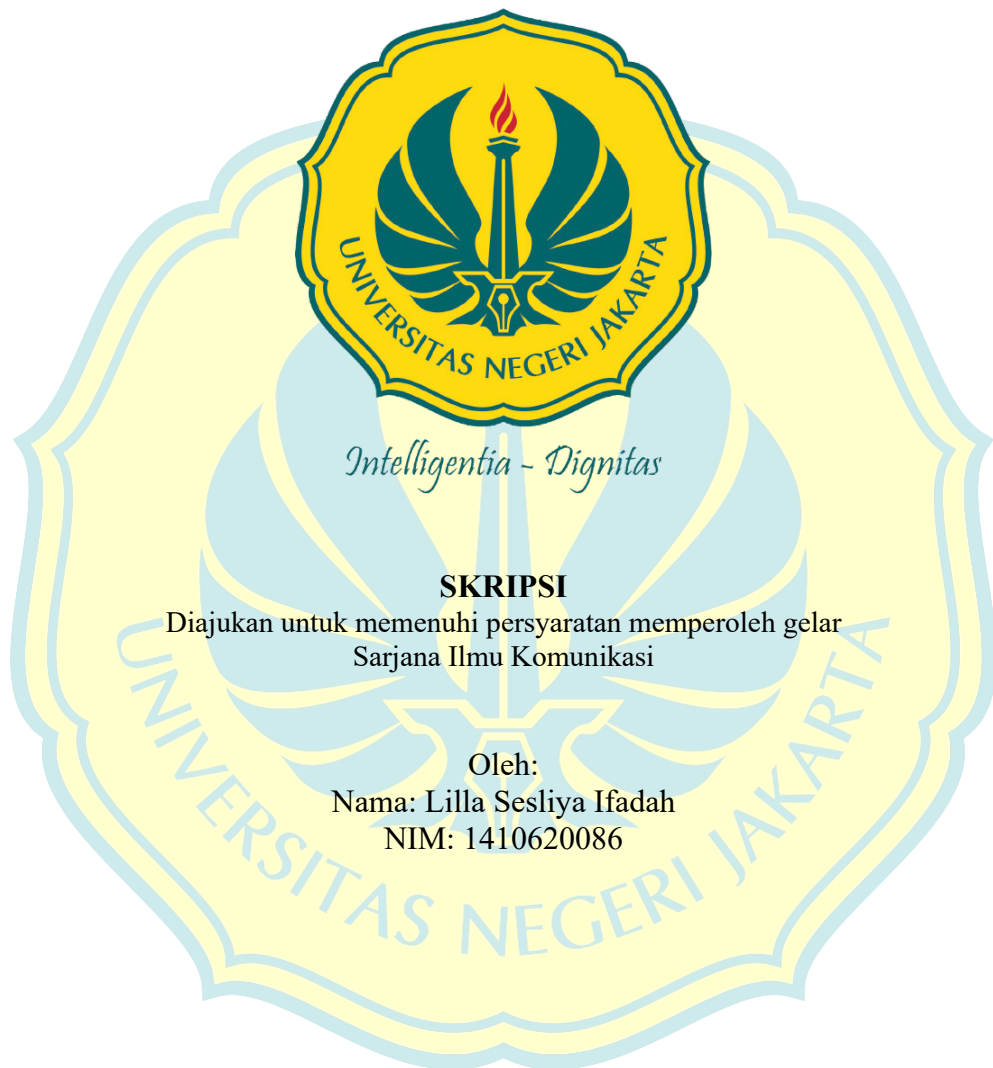 UNIVERSITAS NEGERI JAKARTA
Intelligentia - Dignitas
SKRIPSI
Diajukan untuk memenuhi persyaratan memperoleh gelar
Sarjana Ilmu Komunikasi
Oleh:
Nama: Lilla Sesliya Ifadah
NIM: 1410620086
UNIVERSITAS NEGERI JAKARTA